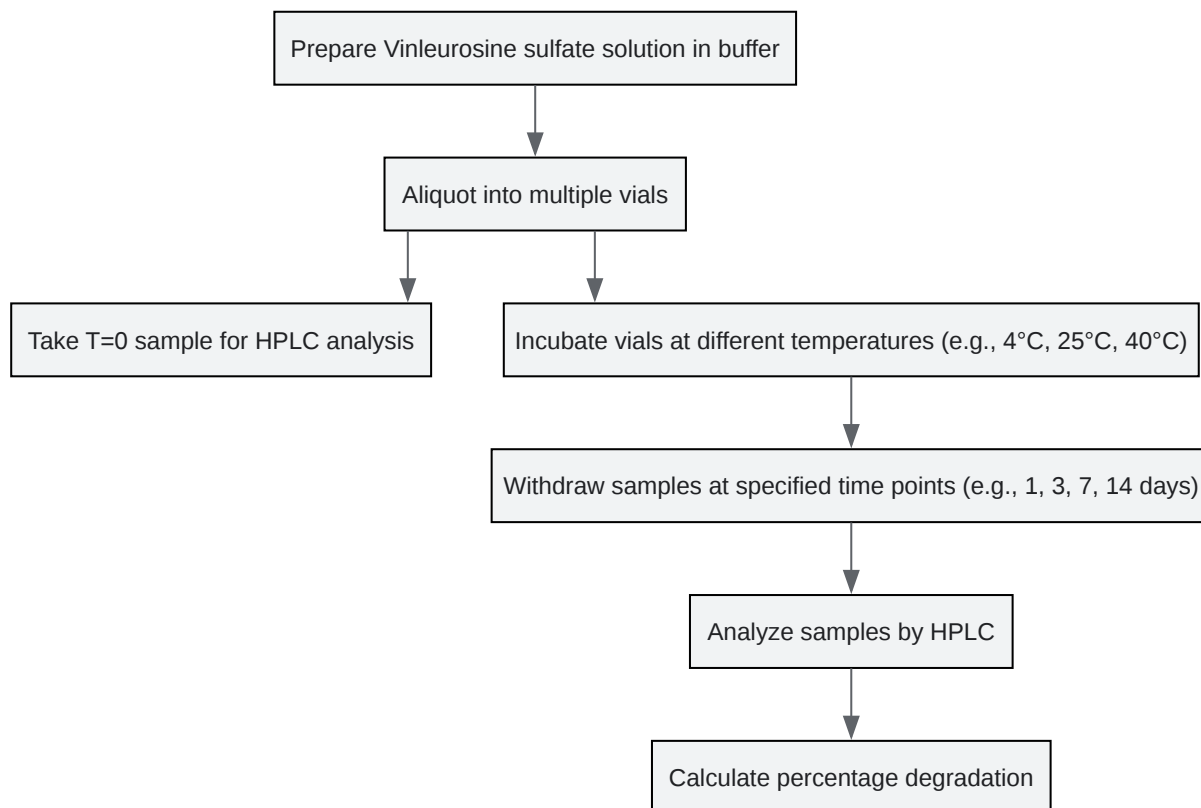 Prepare Vinleurosine sulfate solution in buffer
Aliquot into multiple vials
Take T=0 sample for HPLC analysis
Incubate vials at different temperatures (e.g., 4°C, 25°C, 40°C)
Withdraw samples at specified time points (e.g., 1, 3, 7, 14 days)
Analyze samples by HPLC
Calculate percentage degradation